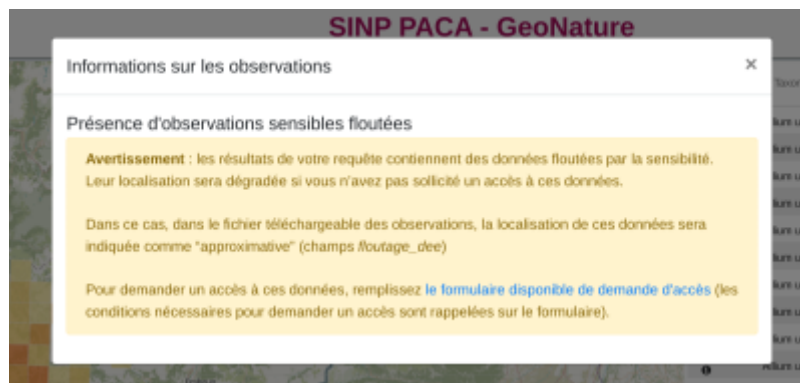 SINP PACA - GeoNature
Informations sur les observations
×
Présence d'observations sensibles floutées
Avertissement : les résultats de votre requête contiennent des données floutées par la sensibilité.
Leur localisation sera dégradée si vous n'avez pas sollicité un accès à ces données.
Dans ce cas, dans le fichier téléchargeable des observations, la localisation de ces données sera
indiquée comme "approximative" (champs floutage_dee)
Pour demander un accès à ces données, remplissez le formulaire disponible de demande d'accès (les
conditions nécessaires pour demander un accès sont rappelées sur le formulaire).